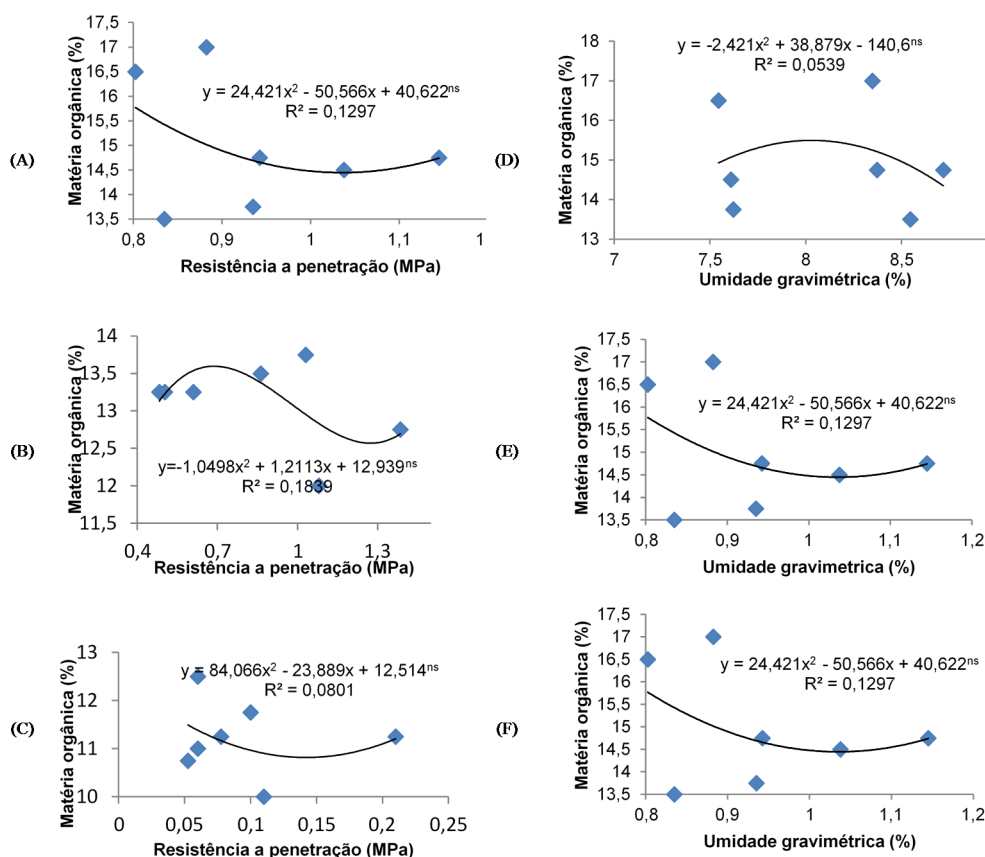 (A)
Matéria orgânica (%)
17,5
17
16,5
16
15,5
15
14,5
14
13,5
y = 24,421x² - 50,566x + 40,622ⁿˢ
R² = 0,1297
0,8 0,9 1 1,1 1
Resistência a penetração (MPa)
(D)
Matéria orgânica (%)
18
17
16
15
14
13
y = -2,421x² + 38,879x - 140,6ⁿˢ
R² = 0,0539
7 7,5 8 8,5 9
Umidade gravimétrica (%)
(B)
Matéria orgânica (%)
14
13,5
13
12,5
12
11,5
y=-1,0498x² + 1,2113x + 12,939ⁿˢ
R² = 0,1839
0,4 0,7 1 1,3
Resistência a penetração (MPa)
(E)
Matéria orgânica (%)
17,5
17
16,5
16
15,5
15
14,5
14
13,5
y = 24,421x² - 50,566x + 40,622ⁿˢ
R² = 0,1297
0,8 0,9 1 1,1 1,2
Umidade gravimetrica (%)
(C)
Matéria orgânica (%)
13
12
11
10
y = 84,066x² - 23,889x + 12,514ⁿˢ
R² = 0,0801
0 0,05 0,1 0,15 0,2 0,25
Resistência a penetração (MPa)
(F)
Matéria orgânica (%)
17,5
17
16,5
16
15,5
15
14,5
14
13,5
y = 24,421x² - 50,566x + 40,622ⁿˢ
R² = 0,1297
0,8 0,9 1 1,1 1,2
Umidade gravimétrica (%)